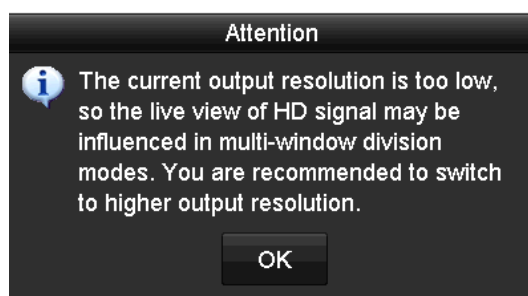 Attention
The current output resolution is too low,
so the live view of HD signal may be
influenced in multi-window division
modes. You are recommended to switch
to higher output resolution.
OK